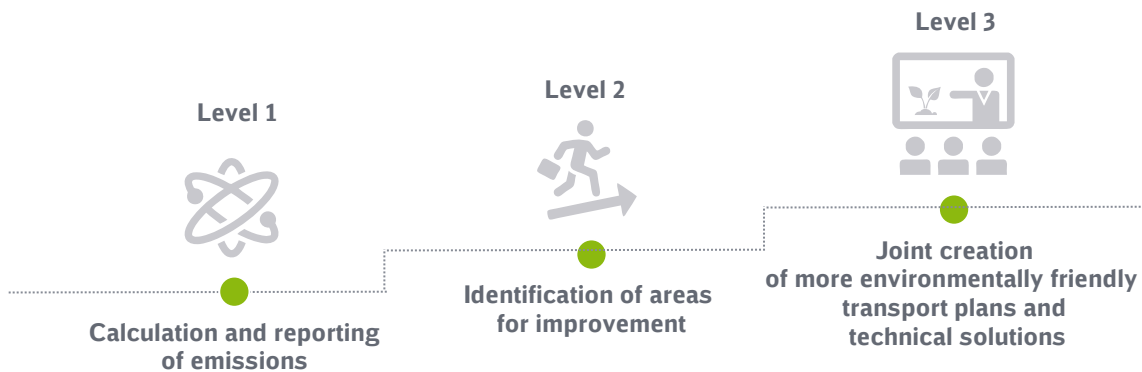 Level 1
Calculation and reporting
of emissions
Level 2
Identification of areas
for improvement
Level 3
Joint creation
of more environmentally friendly
transport plans and
technical solutions